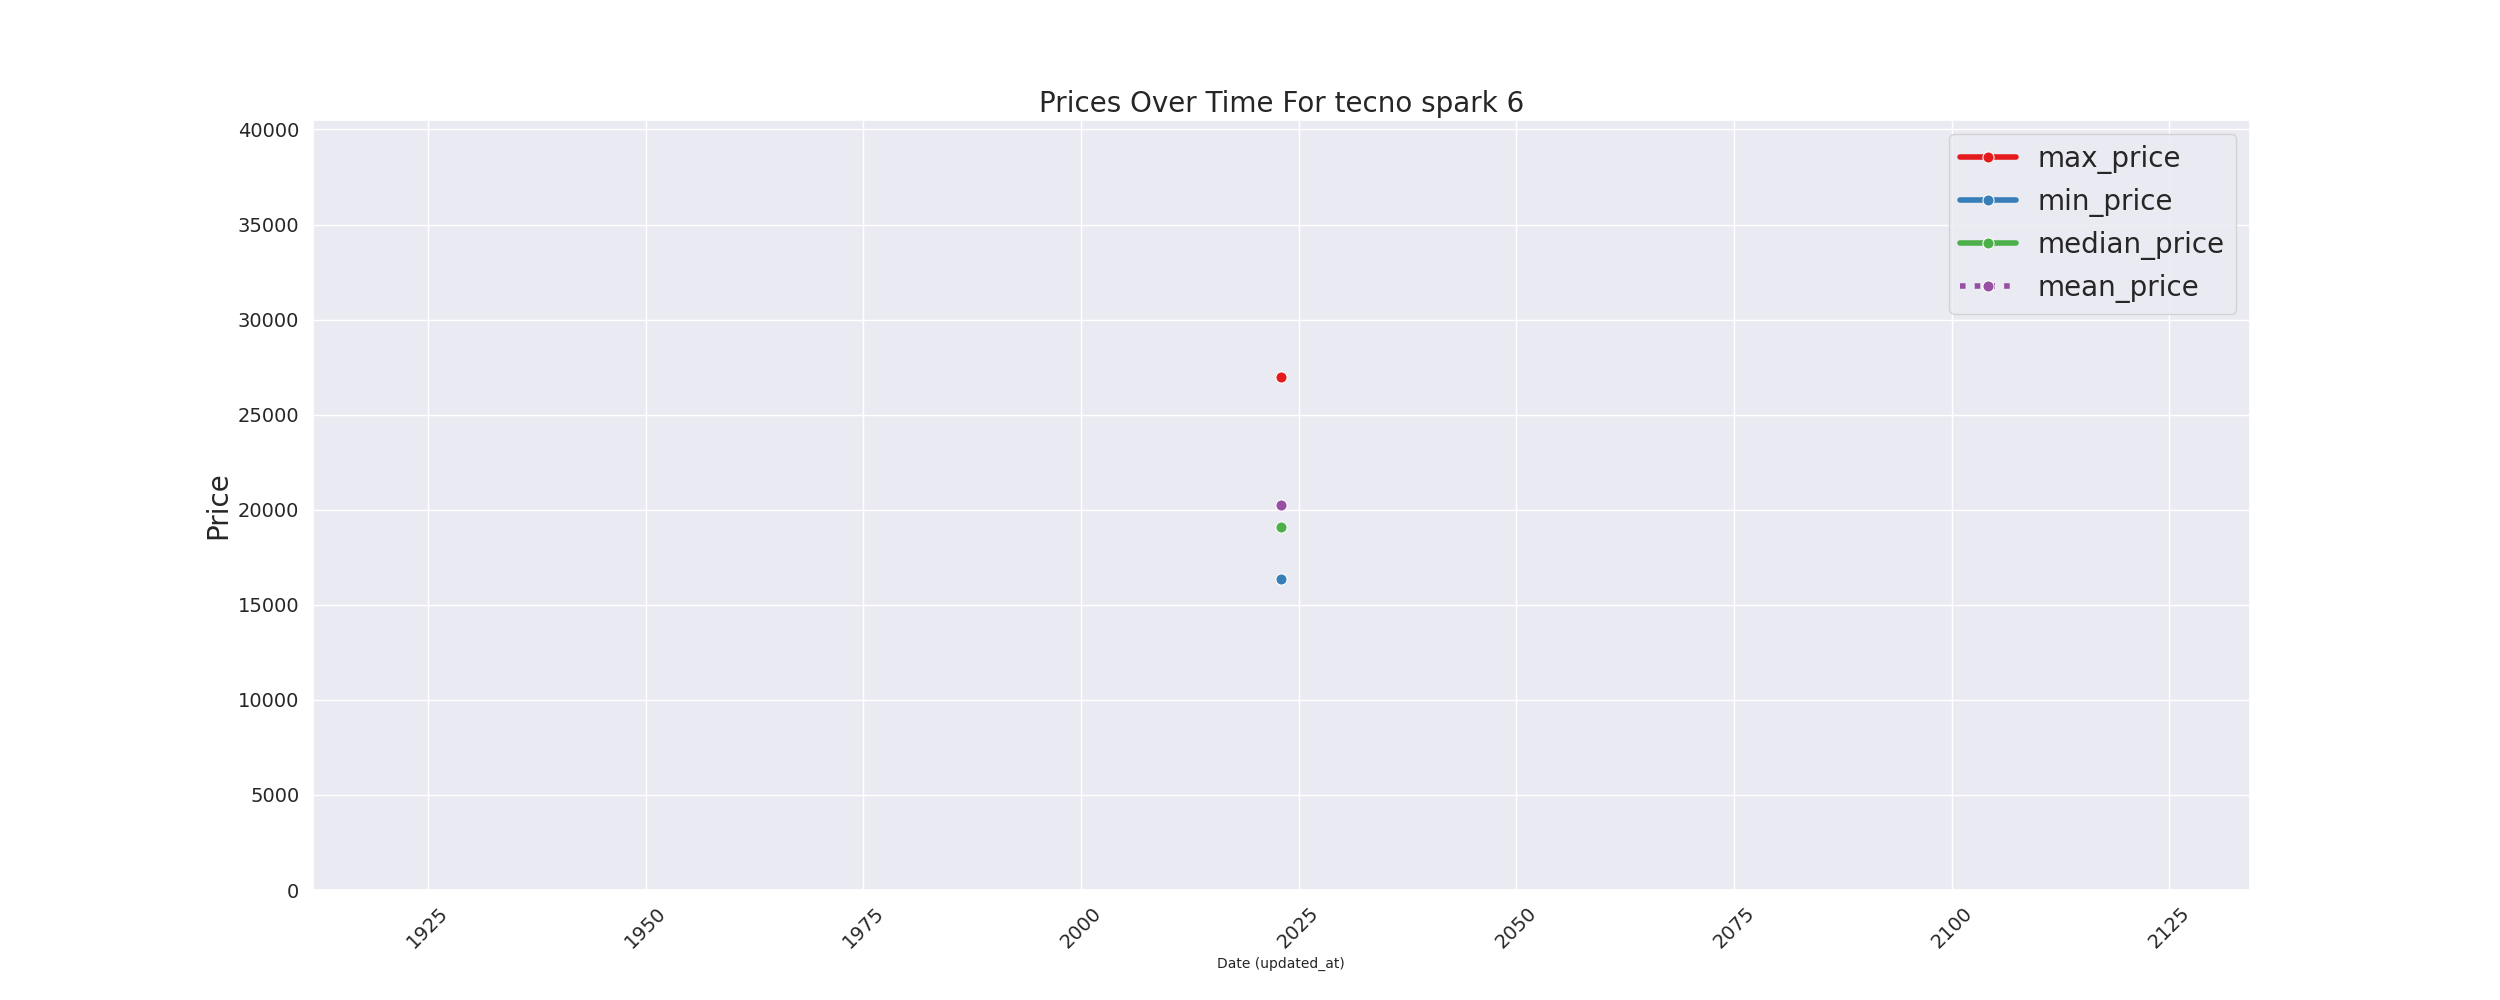 Prices Over Time For tecno spark 6
40000
35000
30000
25000
20000
15000
10000
5000
0
Price
max_price
min_price
median_price
mean_price
1925
1950
1975
2000
2025
2050
2075
2100
2125
Date (updated_at)